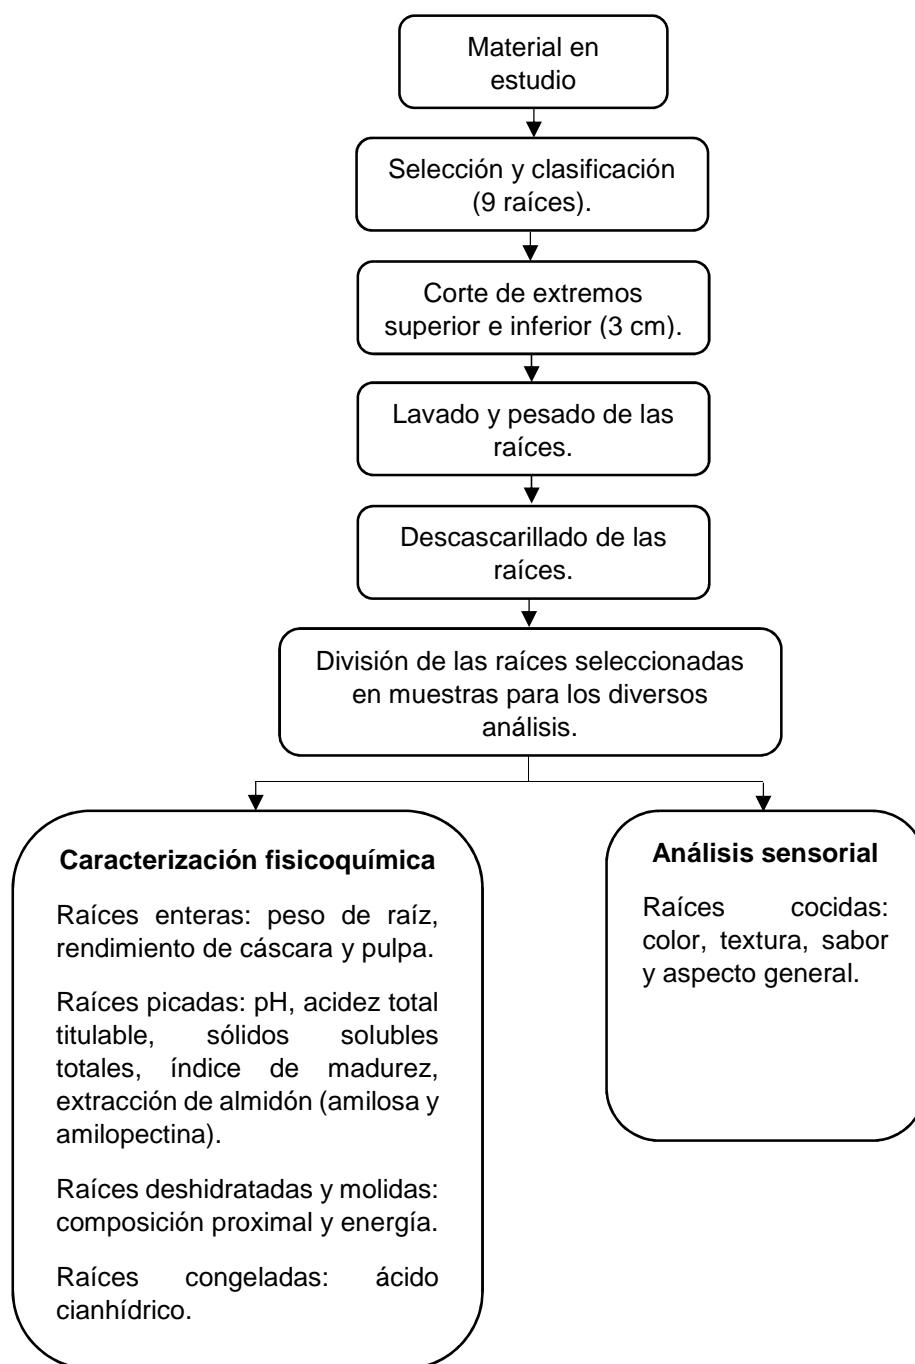 Material en
estudio
Selección y clasificación
(9 raíces).
Corte de extremos
superior e inferior (3 cm).
Lavado y pesado de las
raíces.
Descascarillado de las
raíces.
División de las raíces seleccionadas
en muestras para los diversos
análisis.
Caracterización fisicoquímica
Raíces enteras: peso de raíz,
rendimiento de cáscara y pulpa.
Raíces picadas: pH, acidez total
titulable, sólidos solubles
totales, índice de madurez,
extracción de almidón (amilosa y
amilopectina).
Raíces deshidratadas y molidas:
composición proximal y energía.
Raíces congeladas: ácido
cianhídrico.
Análisis sensorial
Raíces cocidas:
color, textura, sabor
y aspecto general.